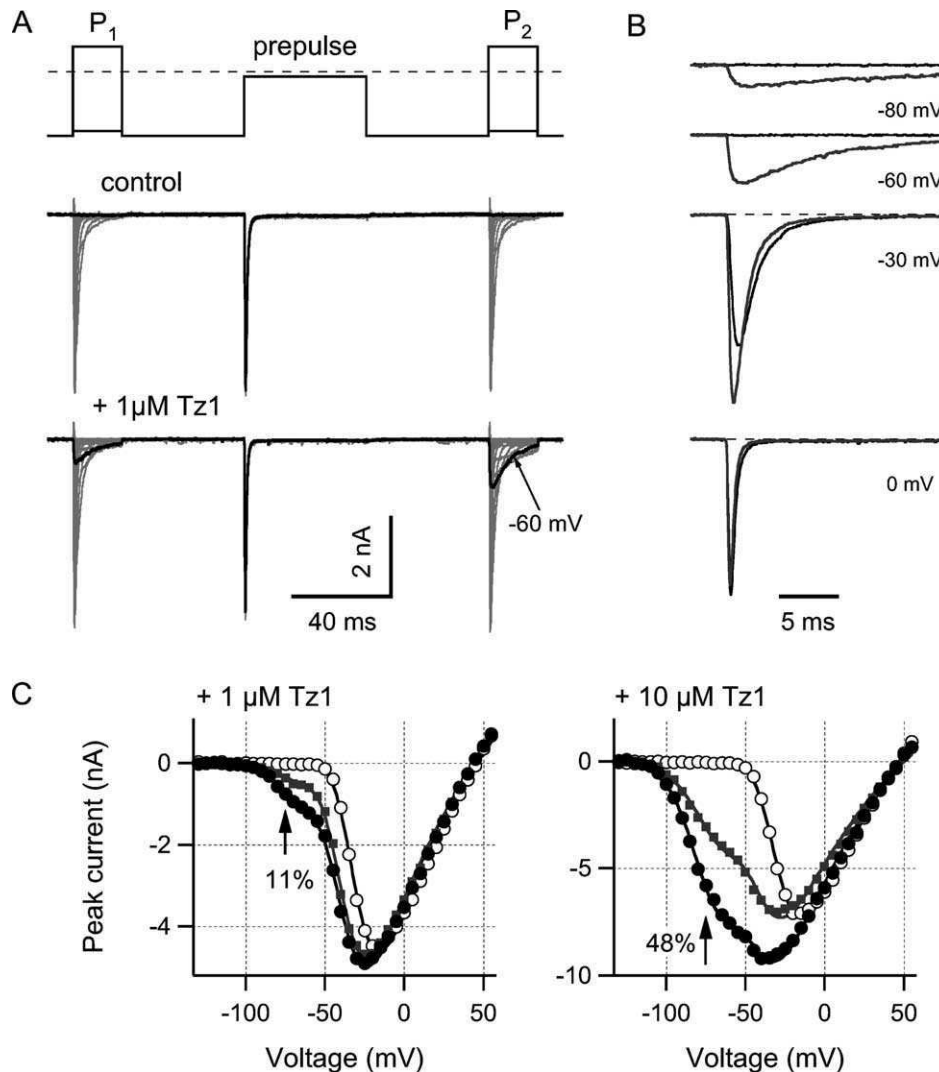 A
P1
prepulse
P2
B
control
-80 mV
-60 mV
-30 mV
+ 1µM Tz1
-60 mV
2 nA
40 ms
0 mV
5 ms
C
+ 1 µM Tz1
+ 10 µM Tz1
Peak current (nA)
0
-2
-4
11%
-100
-50
0
50
Voltage (mV)
0
-5
-10
48%
-100
-50
0
50
Voltage (mV)